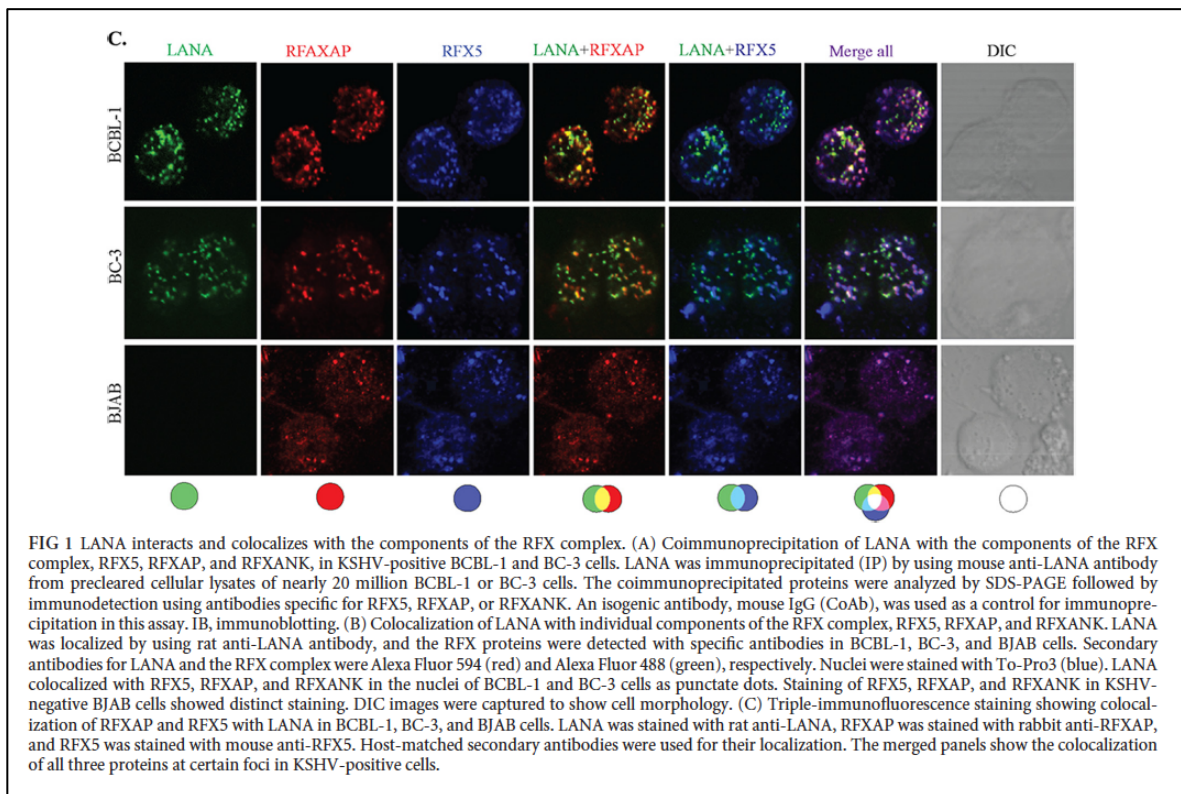 C.
LANA RFAXAP RFX5 LANA+RFXAP LANA+RFX5 Merge all DIC
BCBL-1
BC-3
BJAB
FIG 1 LANA interacts and colocalizes with the components of the RFX complex. (A) Coimmunoprecipitation of LANA with the components of the RFX
complex, RFX5, RFXAP, and RFXANK, in KSHV-positive BCBL-1 and BC-3 cells. LANA was immunoprecipitated (IP) by using mouse anti-LANA antibody
from precleared cellular lysates of nearly 20 million BCBL-1 or BC-3 cells. The coimmunoprecipitated proteins were analyzed by SDS-PAGE followed by
immunodetection using antibodies specific for RFX5, RFXAP, or RFXANK. An isogenic antibody, mouse IgG (CoAb), was used as a control for immunopre-
cipitation in this assay. IB, immunoblotting. (B) Colocalization of LANA with individual components of the RFX complex, RFX5, RFXAP, and RFXANK. LANA
was localized by using rat anti-LANA antibody, and the RFX proteins were detected with specific antibodies in BCBL-1, BC-3, and BJAB cells. Secondary
antibodies for LANA and the RFX complex were Alexa Fluor 594 (red) and Alexa Fluor 488 (green), respectively. Nuclei were stained with To-Pro3 (blue). LANA
colocalized with RFX5, RFXAP, and RFXANK in the nuclei of BCBL-1 and BC-3 cells as punctate dots. Staining of RFX5, RFXAP, and RFXANK in KSHV-
negative BJAB cells showed distinct staining. DIC images were captured to show cell morphology. (C) Triple-immunofluorescence staining showing colocal-
ization of RFXAP and RFX5 with LANA in BCBL-1, BC-3, and BJAB cells. LANA was stained with rat anti-LANA, RFXAP was stained with rabbit anti-RFXAP,
and RFX5 was stained with mouse anti-RFX5. Host-matched secondary antibodies were used for their localization. The merged panels show the colocalization
of all three proteins at certain foci in KSHV-positive cells.